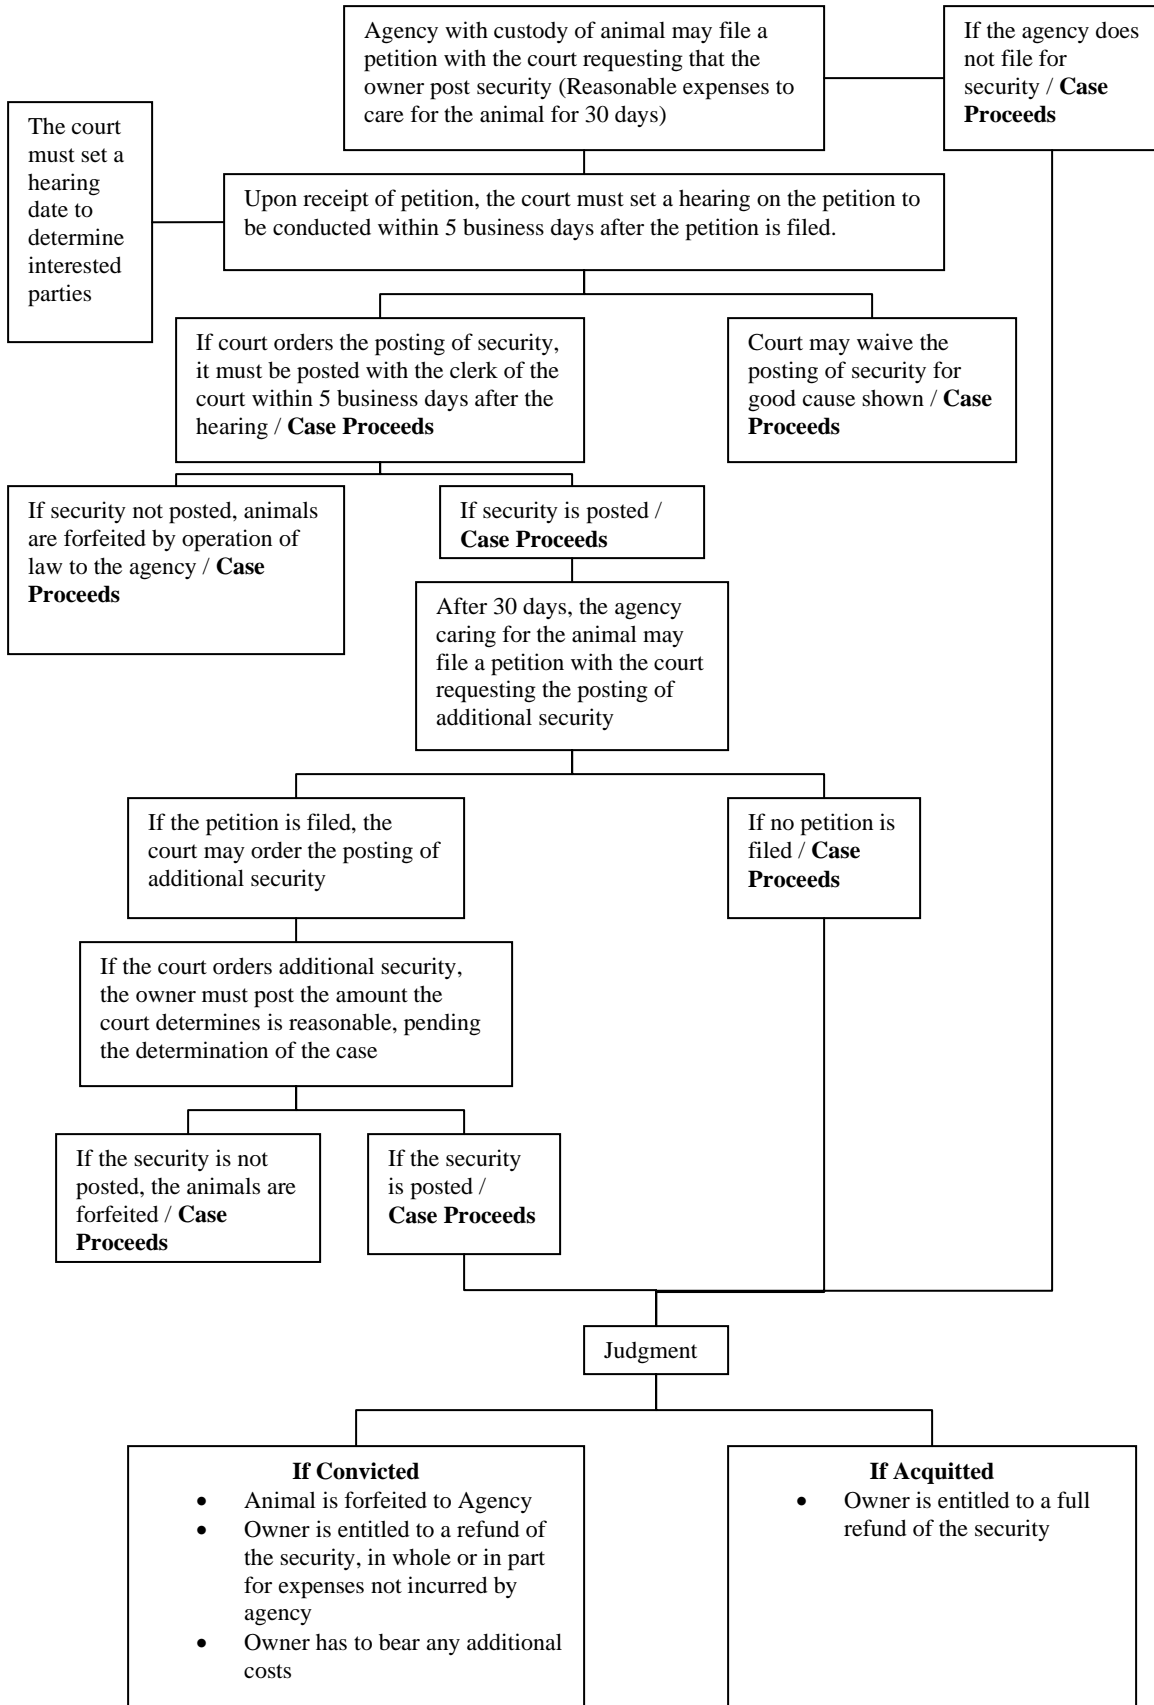 Agency with custody of animal may file a
petition with the court requesting that the
owner post security (Reasonable expenses to
care for the animal for 30 days)
If the agency does
not file for
security / Case
Proceeds
The court
must set a
hearing
date to
determine
interested
parties
Upon receipt of petition, the court must set a hearing on the petition to
be conducted within 5 business days after the petition is filed.
If court orders the posting of security,
it must be posted with the clerk of the
court within 5 business days after the
hearing / Case Proceeds
Court may waive the
posting of security for
good cause shown / Case
Proceeds
If security not posted, animals
are forfeited by operation of
law to the agency / Case
Proceeds
If security is posted /
Case Proceeds
After 30 days, the agency
caring for the animal may
file a petition with the court
requesting the posting of
additional security
If the petition is filed, the
court may order the posting of
additional security
If no petition is
filed / Case
Proceeds
If the court orders additional security,
the owner must post the amount the
court determines is reasonable, pending
the determination of the case
If the security is not
posted, the animals are
forfeited / Case
Proceeds
If the security
is posted /
Case Proceeds
Judgment
If Convicted
• Animal is forfeited to Agency
• Owner is entitled to a refund of
the security, in whole or in part
for expenses not incurred by
agency
• Owner has to bear any additional
costs
If Acquitted
• Owner is entitled to a full
refund of the security